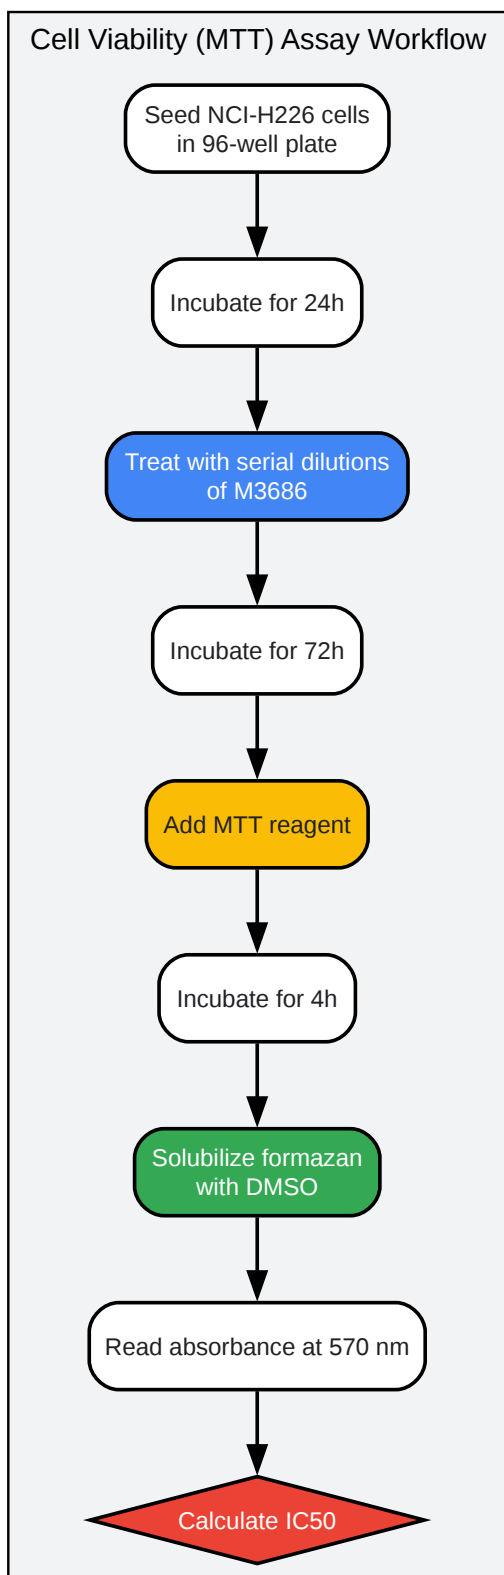 Cell Viability (MTT) Assay Workflow
Seed NCI-H226 cells
in 96-well plate
Incubate for 24h
Treat with serial dilutions
of M3686
Incubate for 72h
Add MTT reagent
Incubate for 4h
Solubilize formazan
with DMSO
Read absorbance at 570 nm
Calculate IC50